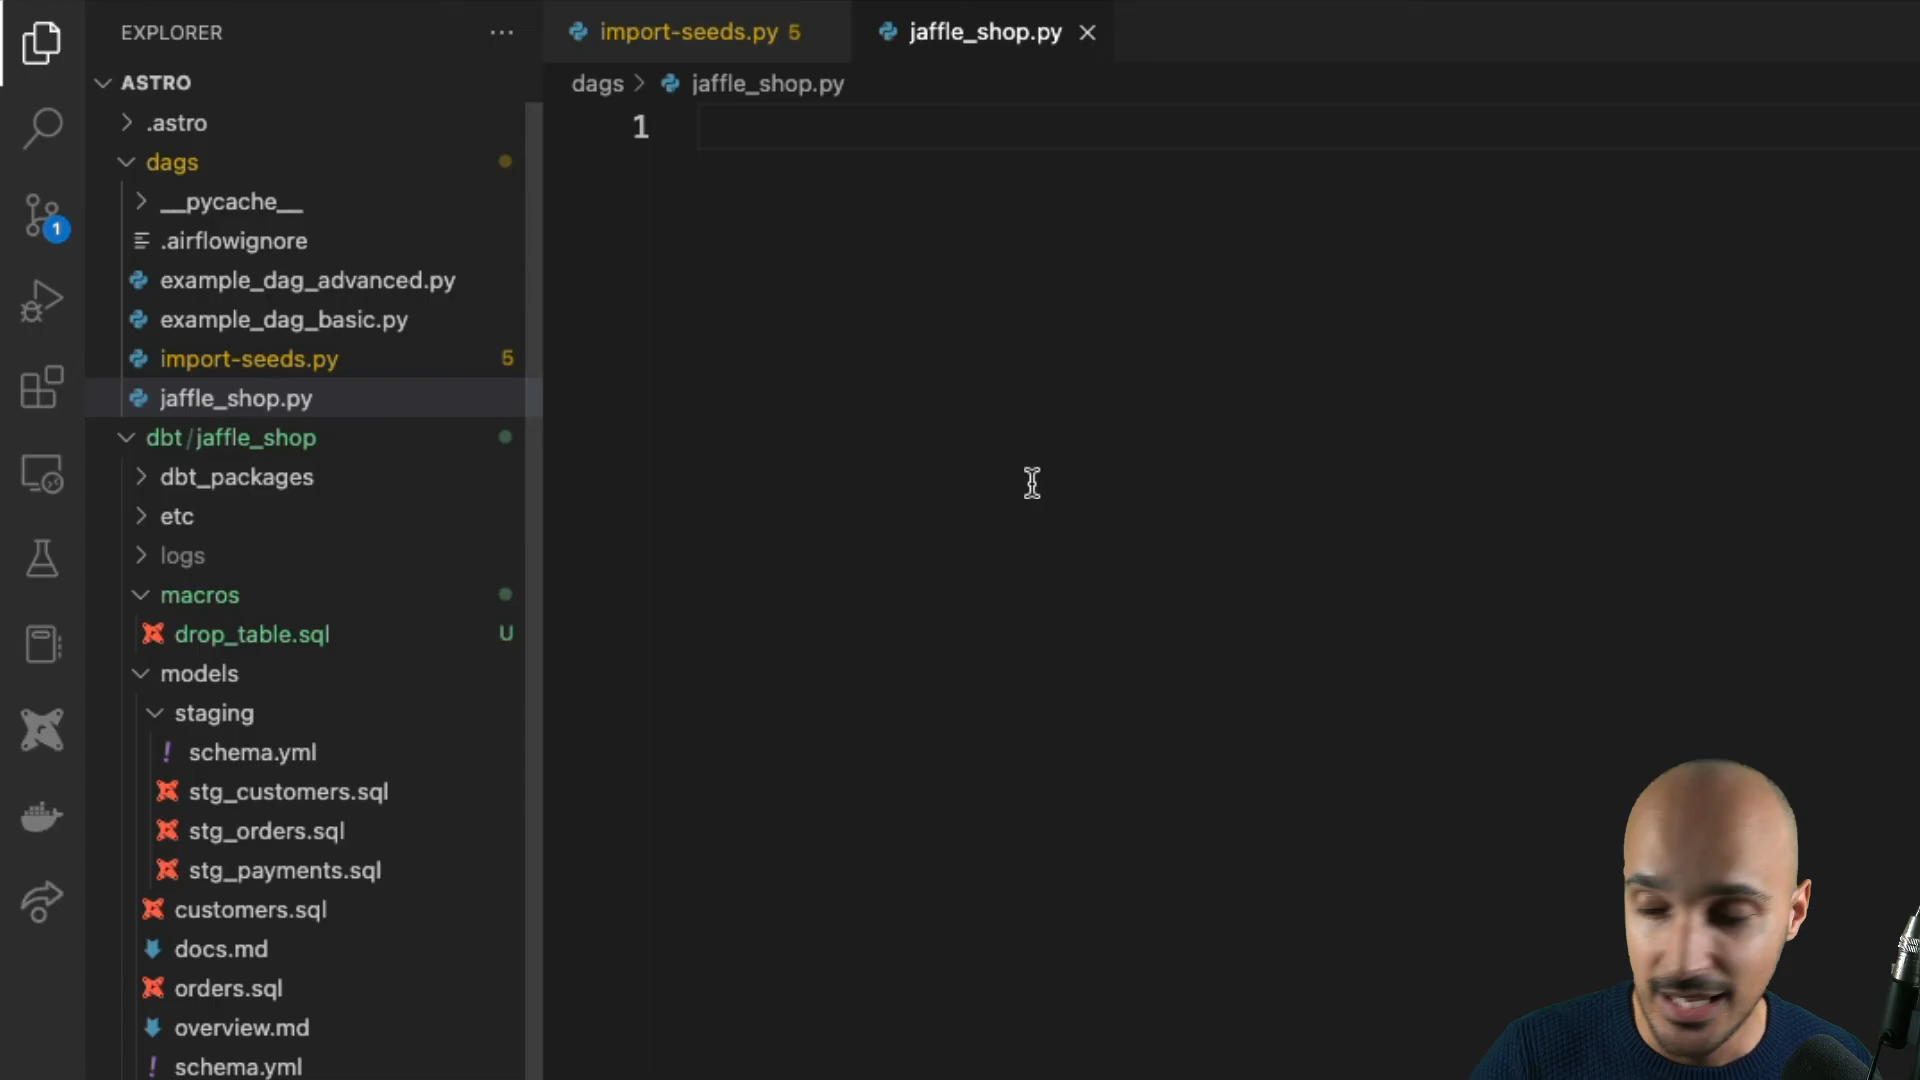 EXPLORER
ASTRO
.astro
dags
__pycache__
.airflowignore
example_dag_advanced.py
example_dag_basic.py
import-seeds.py 5
jaffle_shop.py
dbt/jaffle_shop
dbt_packages
etc
logs
macros
drop_table.sql U
models
staging
! schema.yml
stg_customers.sql
stg_orders.sql
stg_payments.sql
customers.sql
docs.md
orders.sql
overview.md
! schema.yml
1
import-seeds.py 5
jaffle_shop.py
dags > jaffle_shop.py
1